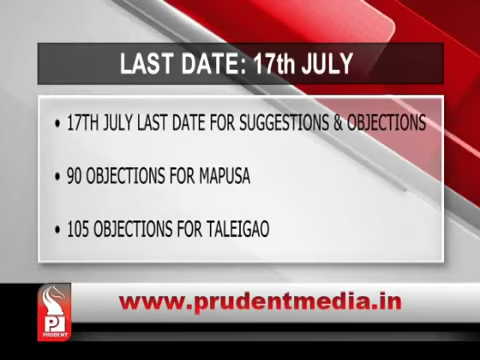 LAST DATE: 17th JULY
• 17TH JULY LAST DATE FOR SUGGESTIONS & OBJECTIONS
• 90 OBJECTIONS FOR MAPUSA
• 105 OBJECTIONS FOR TALEIGAO
www.prudentmedia.in
PRUDENT